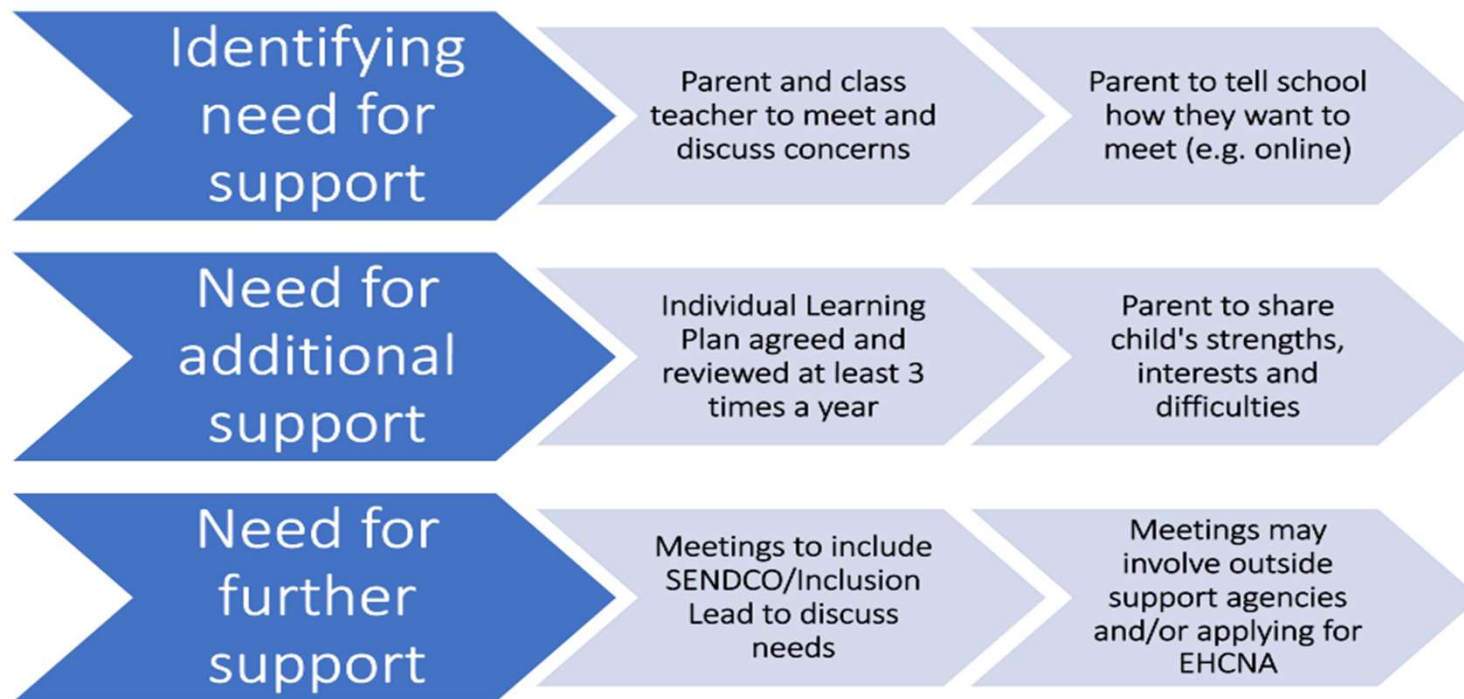 Identifying
need for
support
Parent and class
teacher to meet and
discuss concerns
Parent to tell school
how they want to
meet (e.g. online)
Need for
additional
support
Individual Learning
Plan agreed and
reviewed at least 3
times a year
Parent to share
child's strengths,
interests and
difficulties
Need for
further
support
Meetings to include
SENDCO/Inclusion
Lead to discuss
needs
Meetings may
involve outside
support agencies
and/or applying for
EHCNA